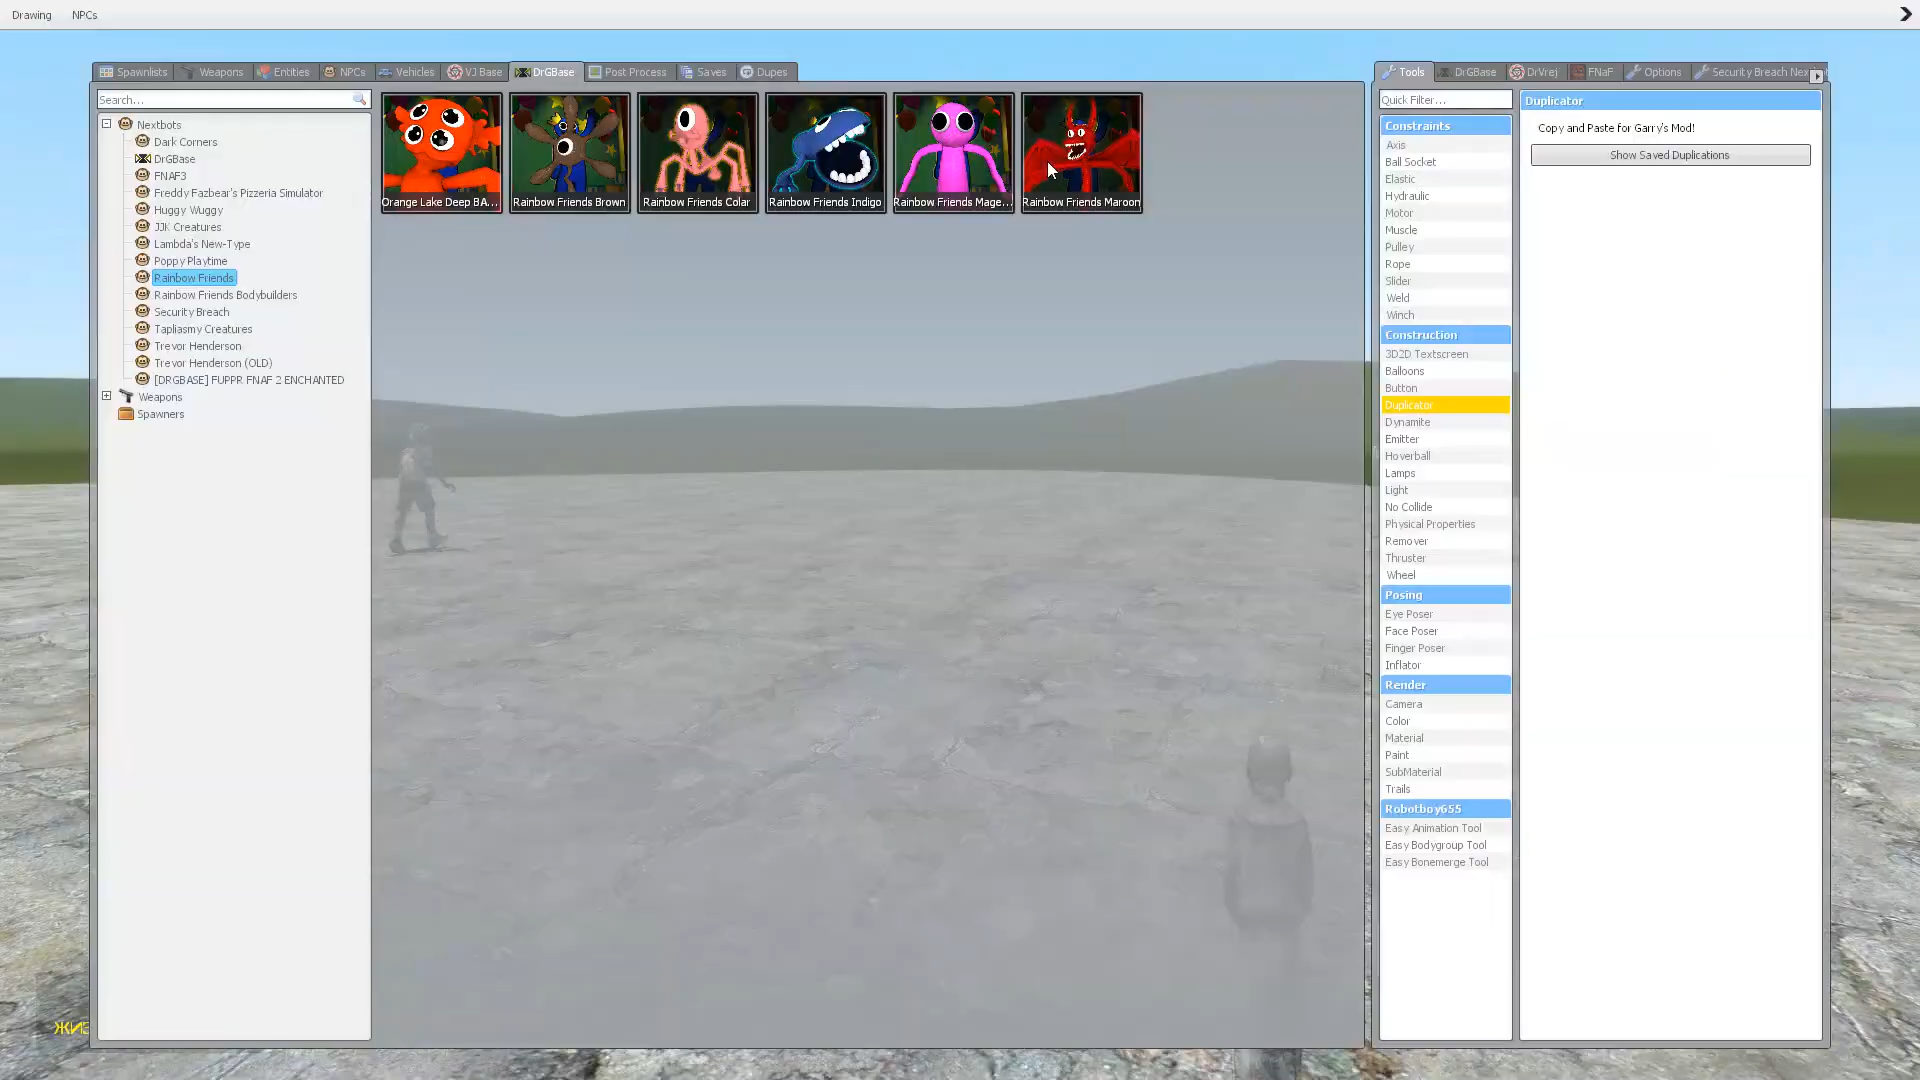 Drawing
NPCs
Spawnlists
Weapons
Entities
NPCs
Vehicles
VJ Base
DrGBase
Post Process
Saves
Dupes
Search...
Nextbots
Dark Corners
DrGBase
FNAF3
Freddy Fazbear's Pizzeria Simulator
Huggy Wuggy
JJK Creatures
Lambda's New-Type
Poppy Playtime
Rainbow Friends
Rainbow Friends Bodybuilders
Security Breach
Tapliasmy Creatures
Trevor Henderson
Trevor Henderson (OLD)
[DRGBASE] FUPPR FNAF 2 ENCHANTED
Weapons
Spawners
Orange Lake Deep BA...
Rainbow Friends Brown
Rainbow Friends Colar
Rainbow Friends Indigo
Rainbow Friends Mage...
Rainbow Friends Maroon
Tools
DrGBase
DrVrej
FNaF
Options
Security Breach
Quick Filter...
Constraints
Axis
Ball Socket
Elastic
Hydraulic
Motor
Muscle
Pulley
Rope
Slider
Weld
Winch
Construction
3D2D Textscreen
Balloons
Button
Duplicator
Dynamite
Emitter
Hoverball
Lamps
Light
No Collide
Physical Properties
Remover
Thruster
Wheel
Posing
Eye Poser
Face Poser
Finger Poser
Inflator
Render
Camera
Color
Material
Paint
SubMaterial
Trails
Robotboy655
Easy Animation Tool
Easy Bodygroup Tool
Easy Bonemerge Tool
Duplicator
Copy and Paste for Garry's Mod!
Show Saved Duplications